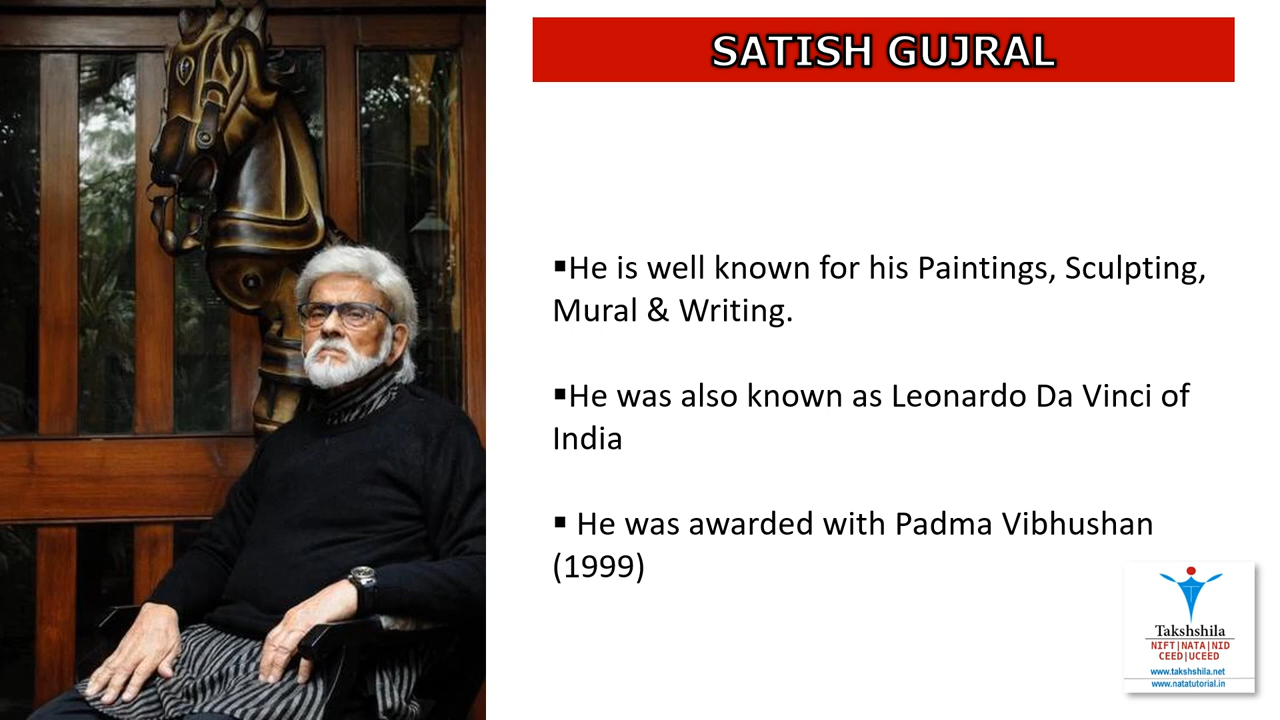 SATISH GUJRAL
▪He is well known for his Paintings, Sculpting,
Mural & Writing.
▪He was also known as Leonardo Da Vinci of
India
▪ He was awarded with Padma Vibhushan
(1999)
Takshshila
NIFT|NATA|NID
CEED|UCEED
www.takshshila.net
www.natatutorial.in